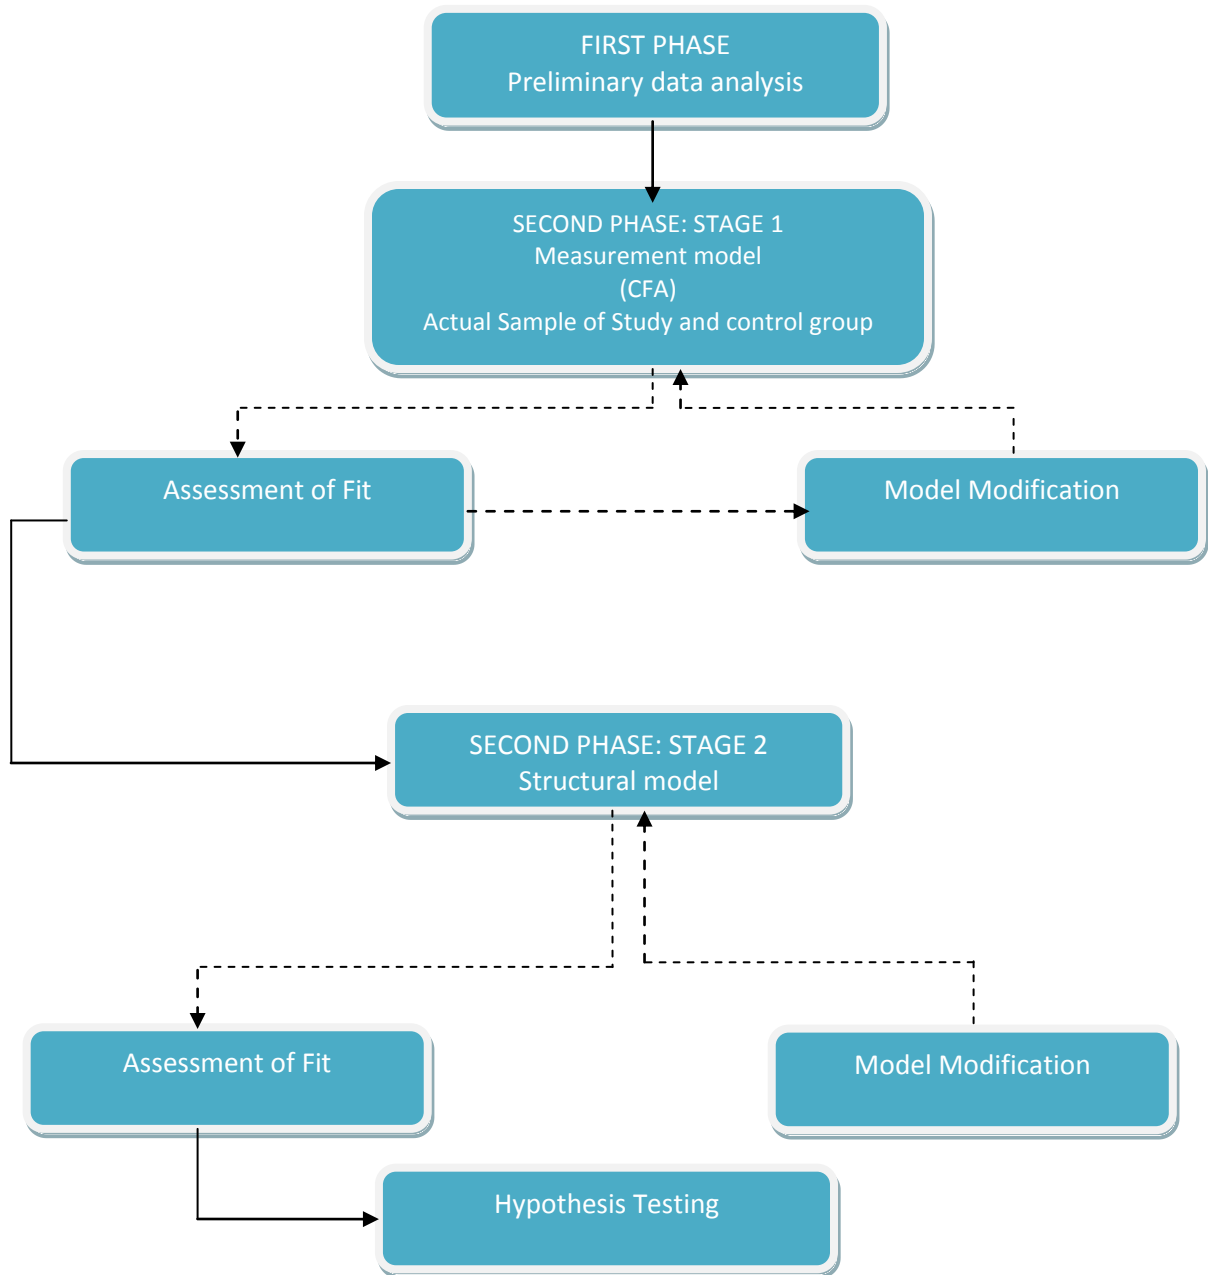 FIRST PHASE
Preliminary data analysis
SECOND PHASE: STAGE 1
Measurement model
(CFA)
Actual Sample of Study and control group
Assessment of Fit
Model Modification
SECOND PHASE: STAGE 2
Structural model
Assessment of Fit
Model Modification
Hypothesis Testing